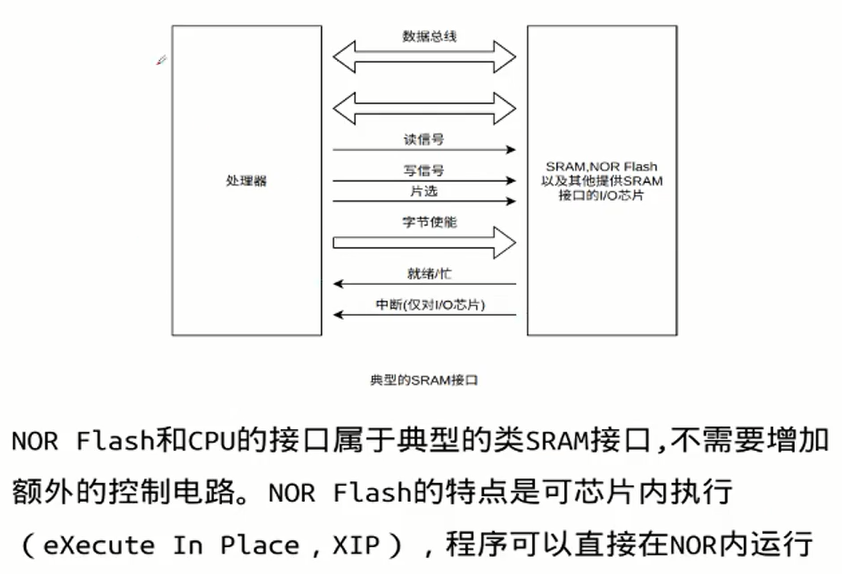 数据总线
读信号
写信号
片选
字节使能
就绪/忙
中断(仅对I/O芯片)
处理器
SRAM,NOR Flash
以及其他提供SRAM
接口的I/O芯片
典型的SRAM接口
NOR Flash和CPU的接口属于典型的类SRAM接口,不需要增加
额外的控制电路。NOR Flash的特点是可芯片内执行
（eXecute In Place,XIP）,程序可以直接在NOR内运行